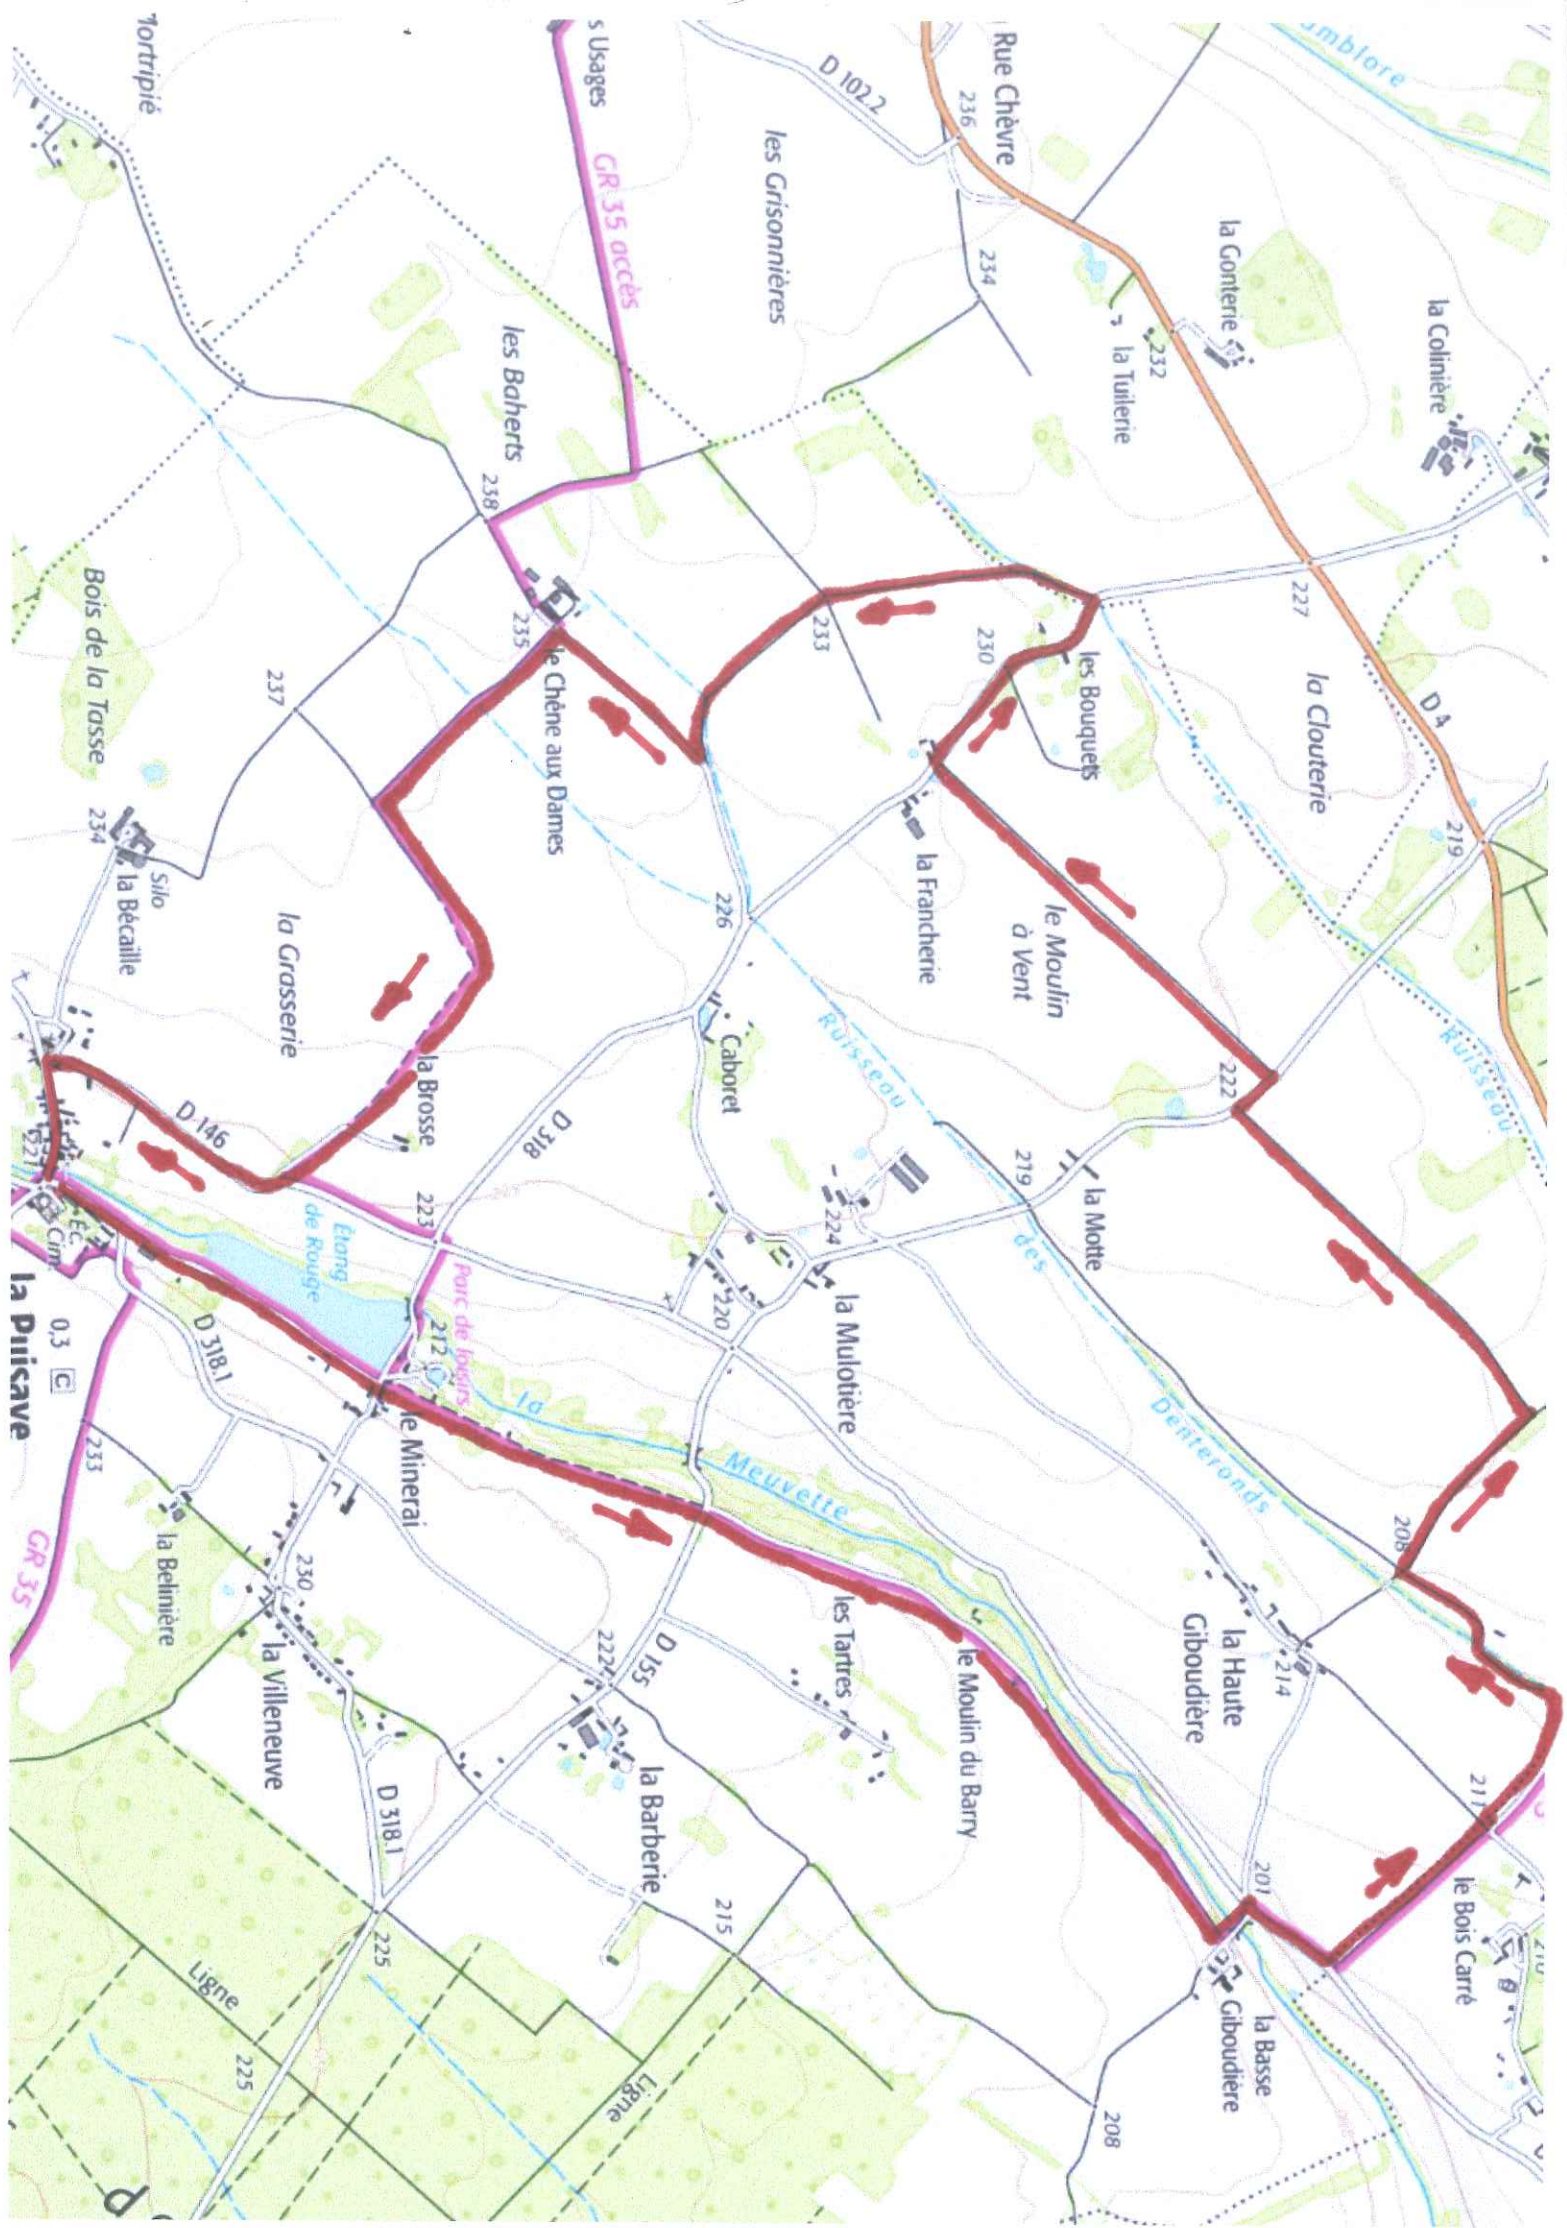 la Colinière
la Gonterie
232
la Tuilerie
Rue Chèvre
236
D 102.2
234
les Grisonnières
s Usages
GR 35 accès
les Baherts
238
235
le Chêne aux Dames
237
Bois de la Tasse
234
Silo
la Bécaille
la Grasserie
la Brosse
D 146
221
Éc.
Cim.
0,3 C
la Puisaye
233
GR 35
227
la Clouterie
D 4
219
Ruisseau
les Bouquets
230
233
la Francherie
le Moulin
à Vent
222
226
Caboret
D 318
Ruisseau
des
Denteronds
219
la Motte
224
la Mulotière
220
223
Étang
de Rouge
Parc de loisirs
212
D 318.1
le Minerai
la
Meuvette
la Belinière
230
la Villeneuve
D 318.1
222
D 155
la Barberie
les Tartres
le Moulin du Barry
208
la Haute
Giboudière
214
211
le Bois Carré
201
la Basse
Giboudière
215
208
225
225
Ligne
Ligne